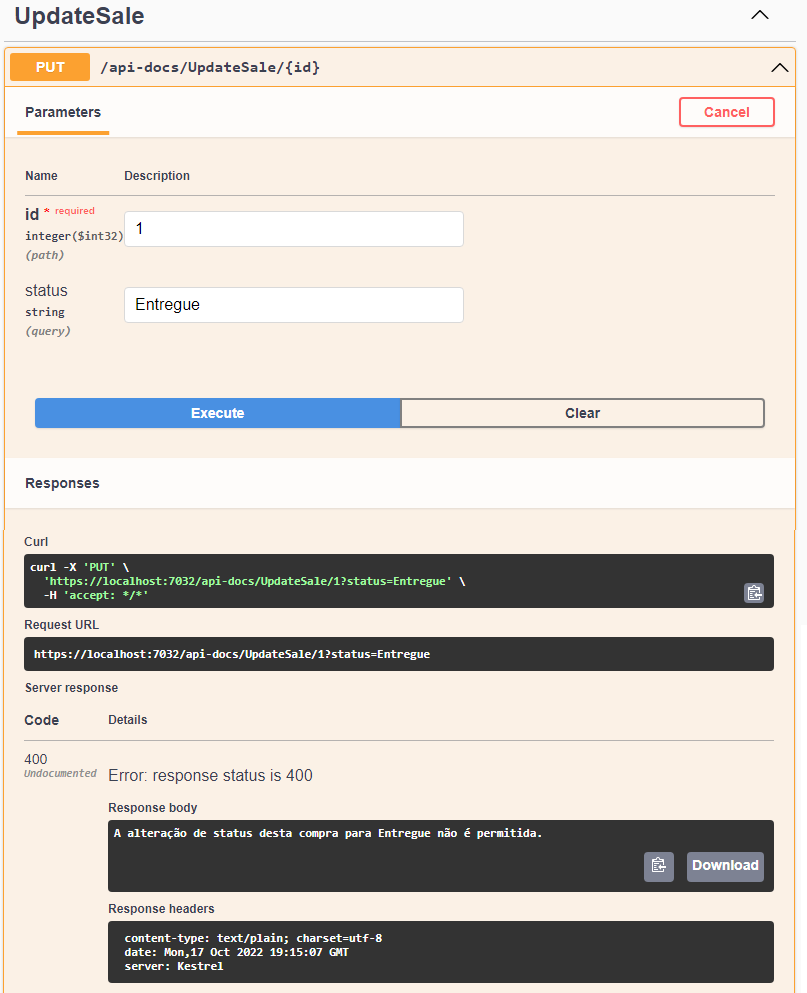 UpdateSale
PUT /api-docs/UpdateSale/{id}
Parameters Cancel
Name Description
id * required 1
integer($int32)
(path)
status Entregue
string
(query)
Execute Clear
Responses
Curl
curl -X 'PUT' \
'https://localhost:7032/api-docs/UpdateSale/1?status=Entregue' \
-H 'accept: */*'
Request URL
https://localhost:7032/api-docs/UpdateSale/1?status=Entregue
Server response
Code Details
400
Undocumented
Error: response status is 400
Response body
A alteração de status desta compra para Entregue não é permitida.
Download
Response headers
content-type: text/plain; charset=utf-8
date: Mon,17 Oct 2022 19:15:07 GMT
server: Kestrel